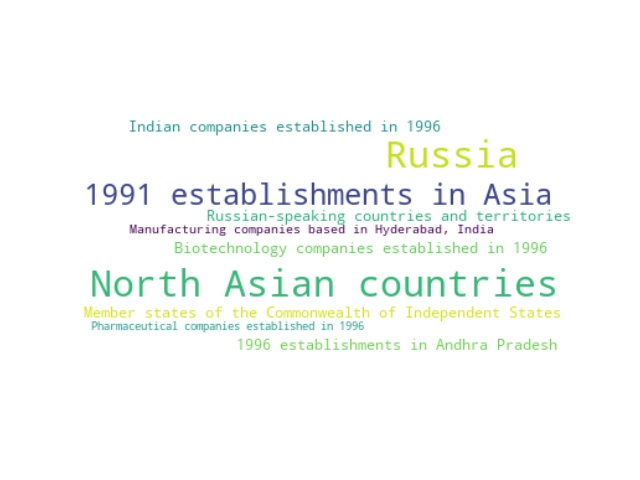 Indian companies established in 1996
Russia
1991 establishments in Asia
Russian-speaking countries and territories
Manufacturing companies based in Hyderabad, India
Biotechnology companies established in 1996
North Asian countries
Member states of the Commonwealth of Independent States
Pharmaceutical companies established in 1996
1996 establishments in Andhra Pradesh